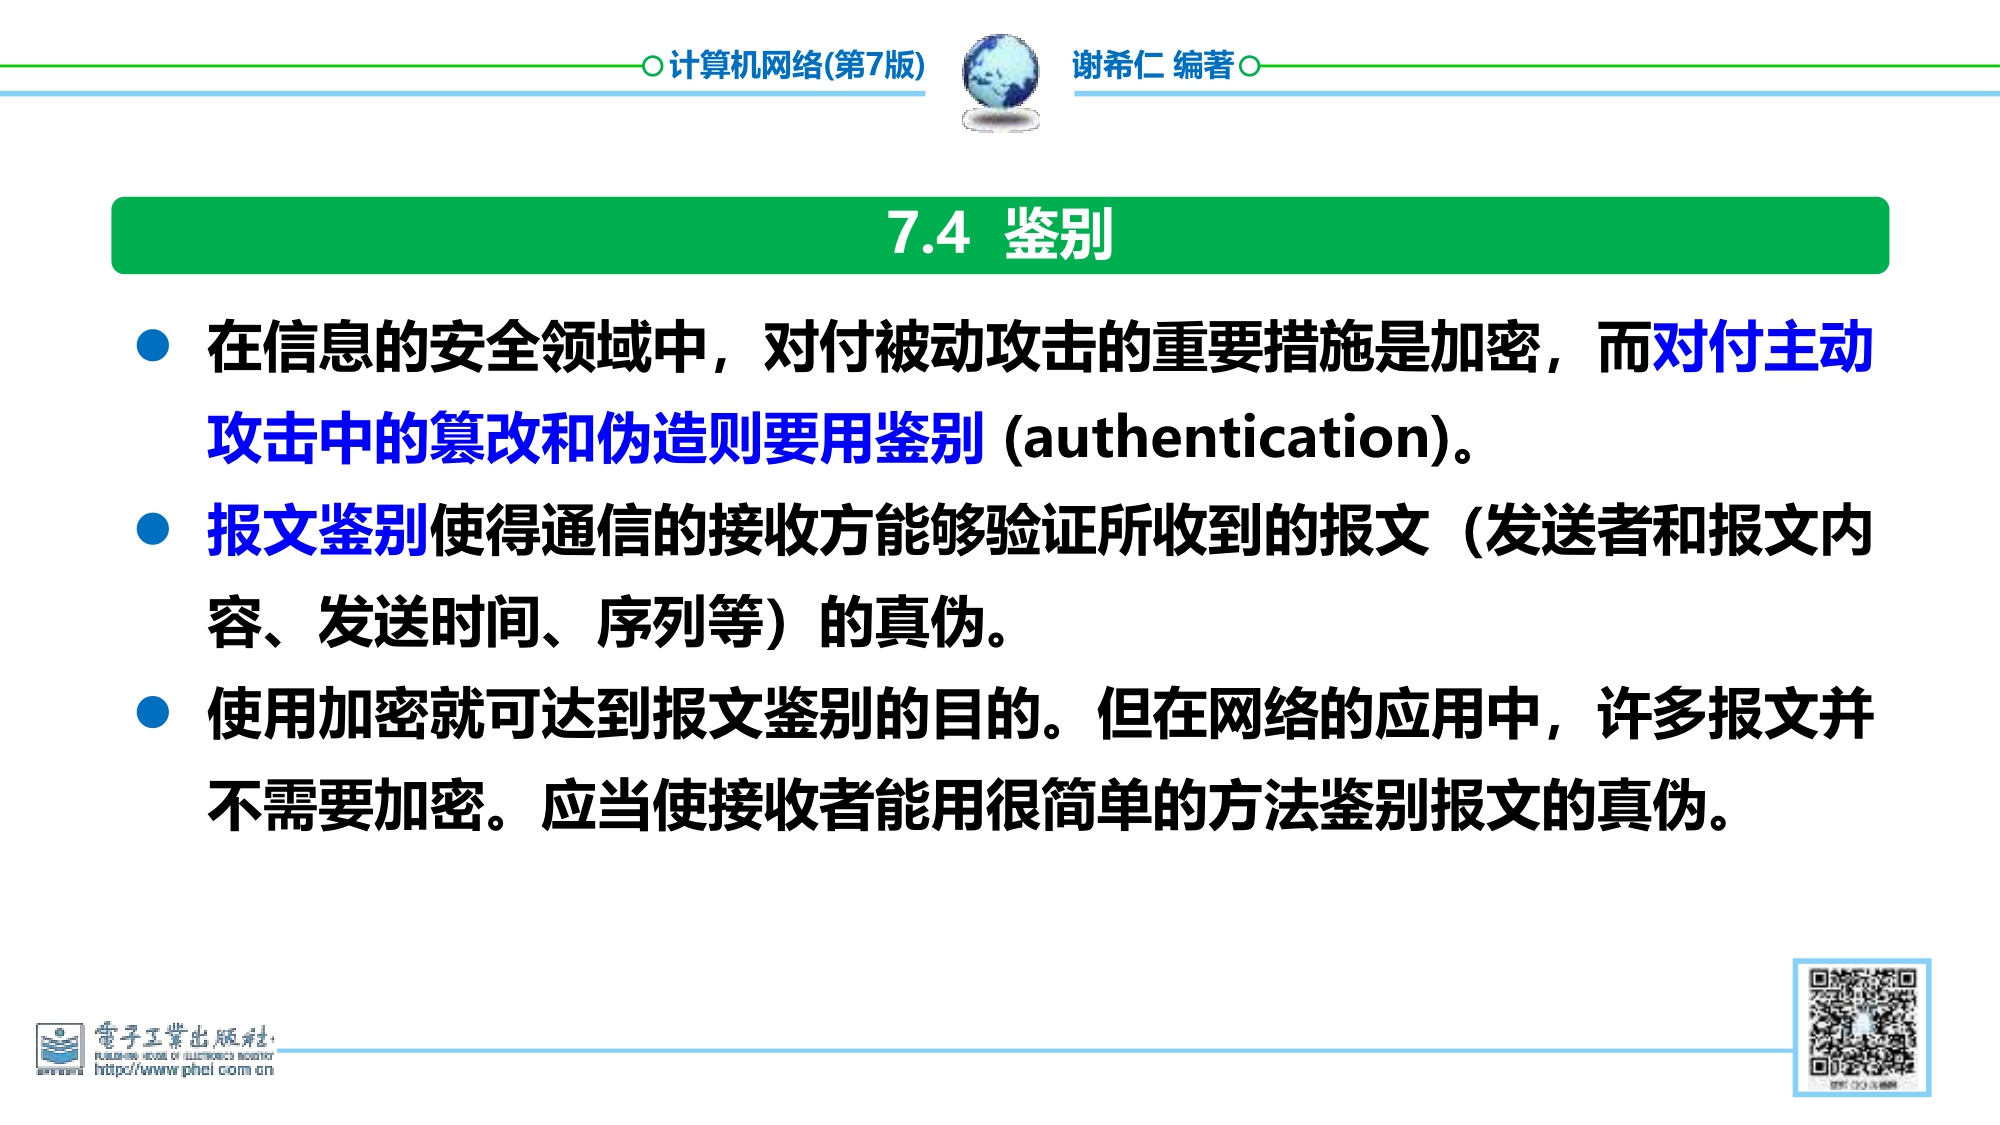 计算机网络(第7版) 谢希仁 编著
7.4 鉴别
在信息的安全领域中，对付被动攻击的重要措施是加密，而对付主动
攻击中的篡改和伪造则要用鉴别 (authentication)。
报文鉴别使得通信的接收方能够验证所收到的报文（发送者和报文内
容、发送时间、序列等）的真伪。
使用加密就可达到报文鉴别的目的。但在网络的应用中，许多报文并
不需要加密。应当使接收者能用很简单的方法鉴别报文的真伪。
電子工業出版社
PUBLISHING HOUSE OF ELECTRONICS INDUSTRY
http://www.phei.com.cn